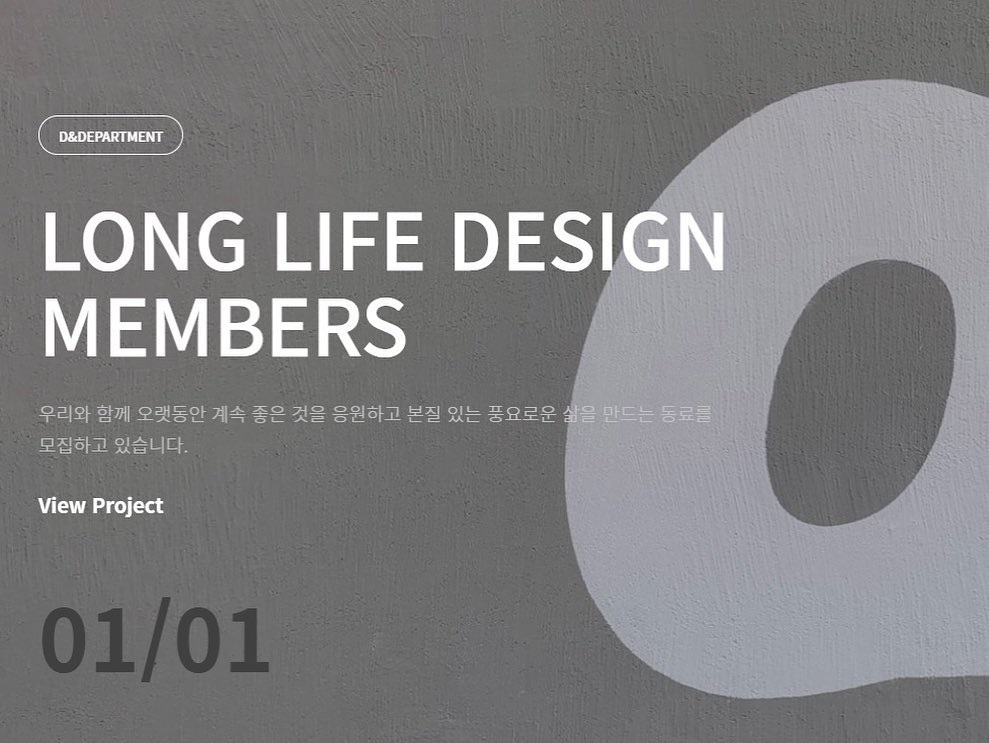 D&DEPARTMENT
LONG LIFE DESIGN
MEMBERS
우리와 함께 오랫동안 계속 좋은 것을 응원하고 본질 있는 풍요로운 삶을 만드는 동료를
모집하고 있습니다.
View Project
01/01